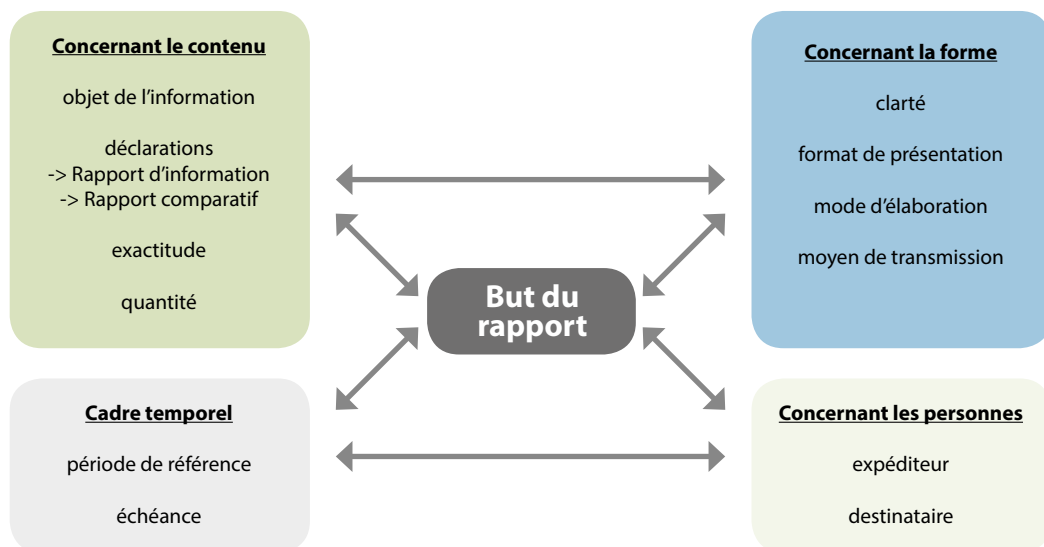 Concernant le contenu
objet de l’information
déclarations
-> Rapport d’information
-> Rapport comparatif
exactitude
quantité
Concernant la forme
clarté
format de présentation
mode d’élaboration
moyen de transmission
But du
rapport
Cadre temporel
période de référence
échéance
Concernant les personnes
expéditeur
destinataire